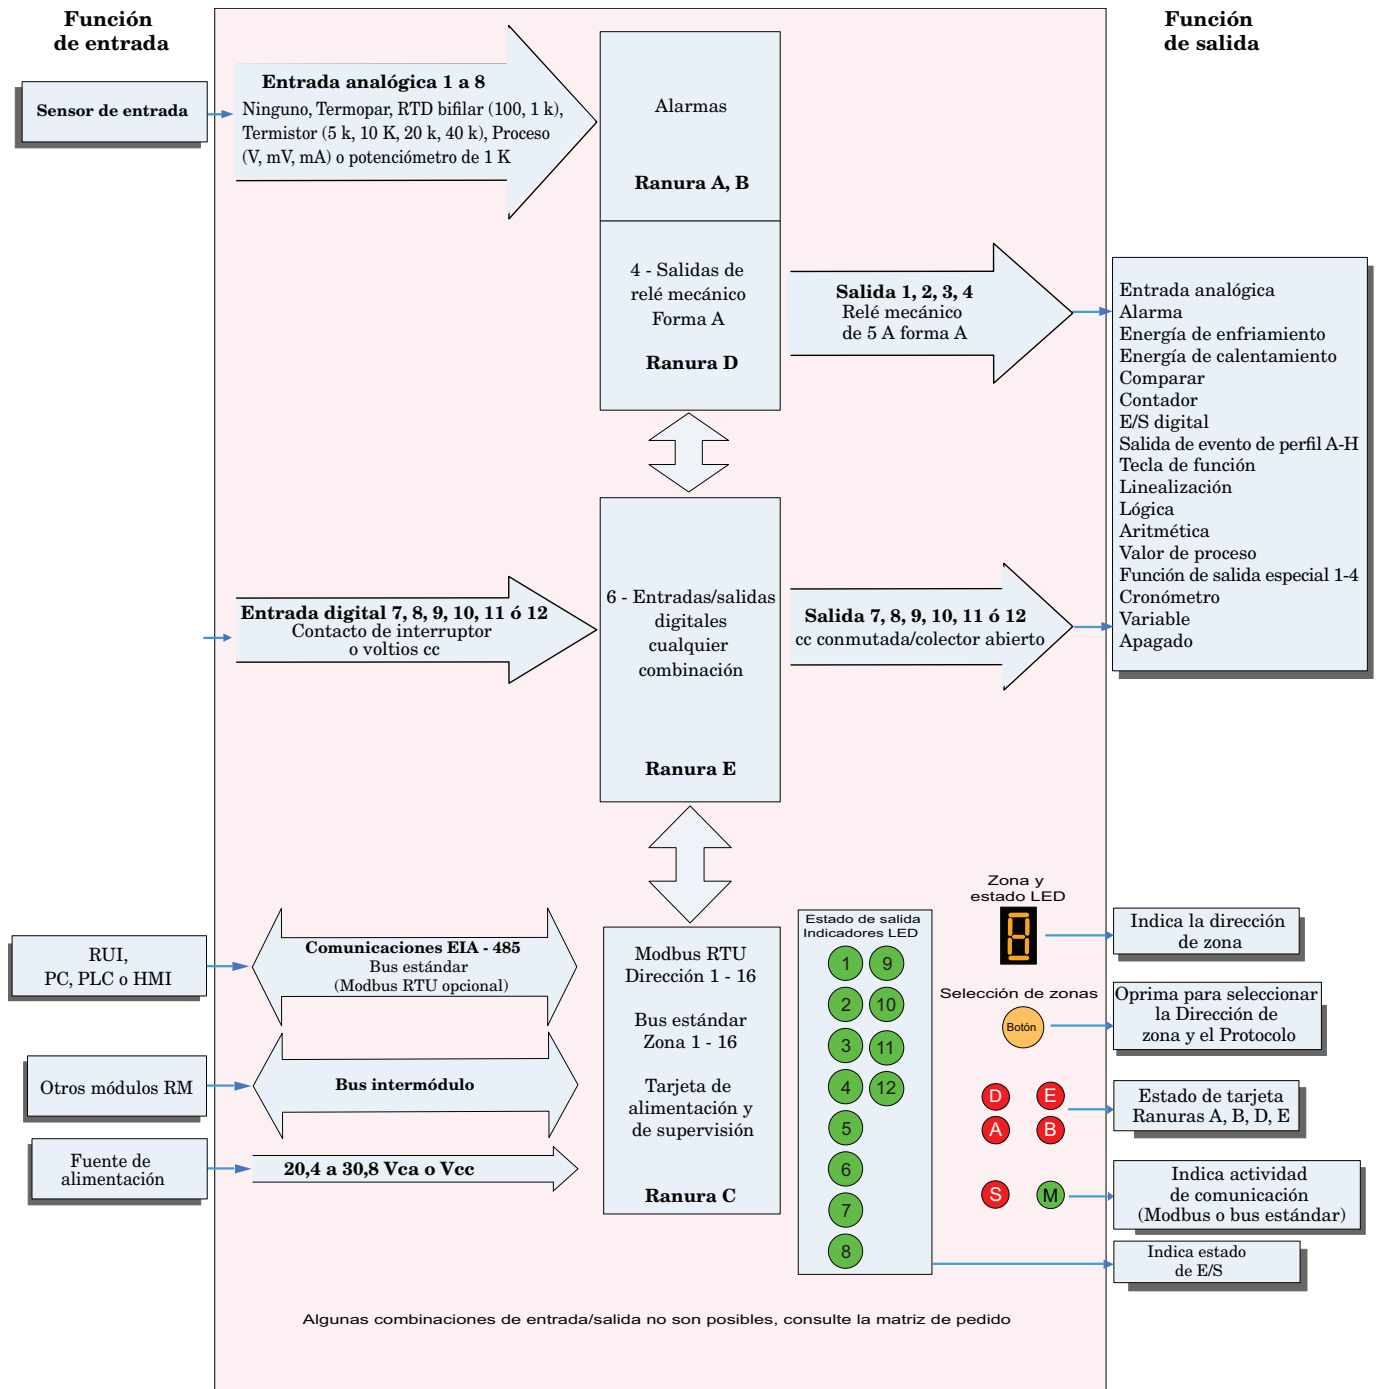 Función
de entrada
Función
de salida
Sensor de entrada
Entrada analógica 1 a 8
Ninguno, Termopar, RTD bifilar (100, 1 k),
Termistor (5 k, 10 K, 20 k, 40 k), Proceso
(V, mV, mA) o potenciómetro de 1 K
Alarmas
Ranura A, B
4 - Salidas de
relé mecánico
Forma A
Ranura D
Salida 1, 2, 3, 4
Relé mecánico
de 5 A forma A
Entrada analógica
Alarma
Energía de enfriamiento
Energía de calentamiento
Comparar
Contador
E/S digital
Salida de evento de perfil A-H
Tecla de función
Linealización
Lógica
Aritmética
Valor de proceso
Función de salida especial 1-4
Cronómetro
Variable
Apagado
Entrada digital 7, 8, 9, 10, 11 ó 12
Contacto de interruptor
o voltios cc
6 - Entradas/salidas
digitales
cualquier
combinación
Ranura E
Salida 7, 8, 9, 10, 11 ó 12
cc conmutada/colector abierto
RUI,
PC, PLC o HMI
Comunicaciones EIA - 485
Bus estándar
(Modbus RTU opcional)
Otros módulos RM
Bus intermódulo
Fuente de
alimentación
20,4 a 30,8 Vca o Vcc
Modbus RTU
Dirección 1 - 16
Bus estándar
Zona 1 - 16
Tarjeta de
alimentación y
de supervisión
Ranura C
Estado de salida
Indicadores LED
1 9
2 10
3 11
4 12
5
6
7
8
Zona y
estado LED
8
Indica la dirección
de zona
Selección de zonas
Botón
Oprima para seleccionar
la Dirección de
zona y el Protocolo
D E
A B
Estado de tarjeta
Ranuras A, B, D, E
S M
Indica actividad
de comunicación
(Modbus o bus estándar)
Indica estado
de E/S
Algunas combinaciones de entrada/salida no son posibles, consulte la matriz de pedido